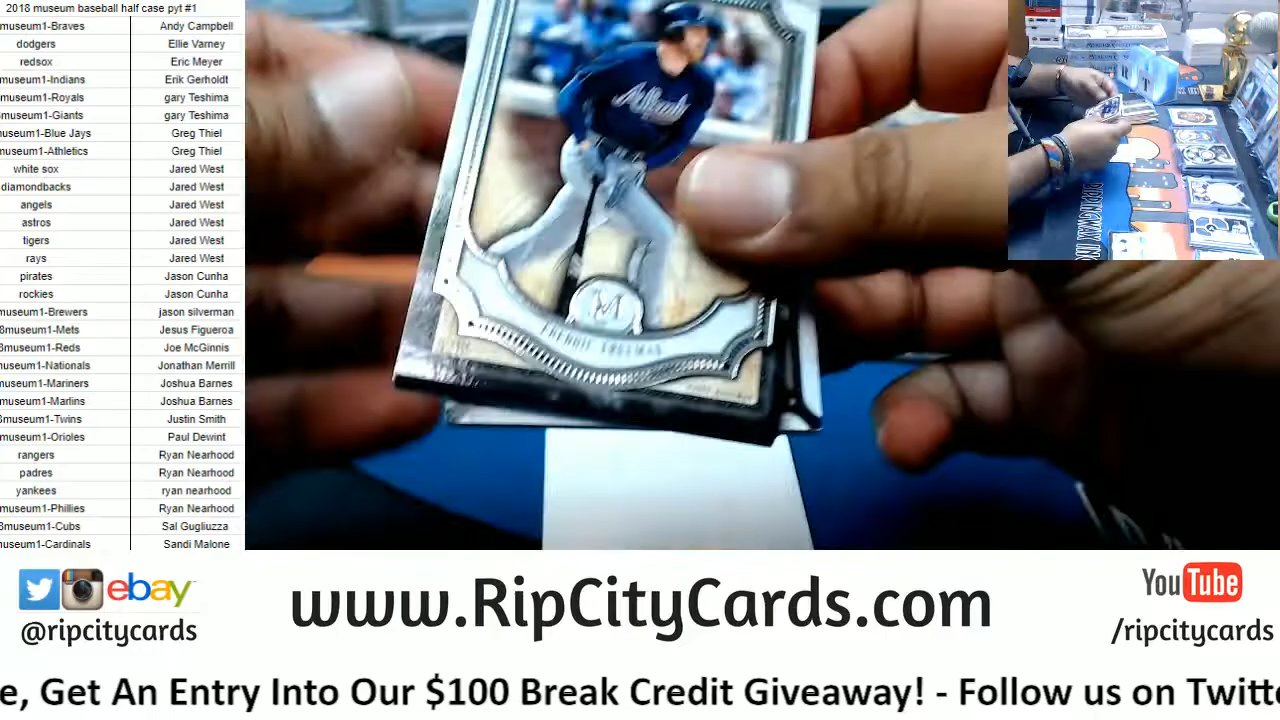 2018 museum baseball half case pyt #1
museum1-Braves Andy Campbell
dodgers Ellie Varney
redsox Eric Meyer
museum1-Indians Erik Gerholdt
museum1-Royals gary Teshima
museum1-Giants gary Teshima
museum1-Blue Jays Greg Thiel
museum1-Athletics Greg Thiel
white sox Jared West
diamondbacks Jared West
angels Jared West
astros Jared West
tigers Jared West
rays Jared West
pirates Jason Cunha
rockies Jason Cunha
museum1-Brewers jason silverman
8museum1-Mets Jesus Figueroa
8museum1-Reds Joe McGinnis
museum1-Nationals Jonathan Merrill
museum1-Mariners Joshua Barnes
museum1-Marlins Joshua Barnes
museum1-Twins Justin Smith
museum1-Orioles Paul Dewint
rangers Ryan Nearhood
padres Ryan Nearhood
yankees ryan nearhood
museum1-Phillies Ryan Nearhood
8museum1-Cubs Sal Gugliuzza
museum1-Cardinals Sandi Malone
Atlanta
M
FREDDIE FREEMAN
ebay
@ripcitycards
www.RipCityCards.com
YouTube
/ripcitycards
e, Get An Entry Into Our $100 Break Credit Giveaway! - Follow us on Twitte